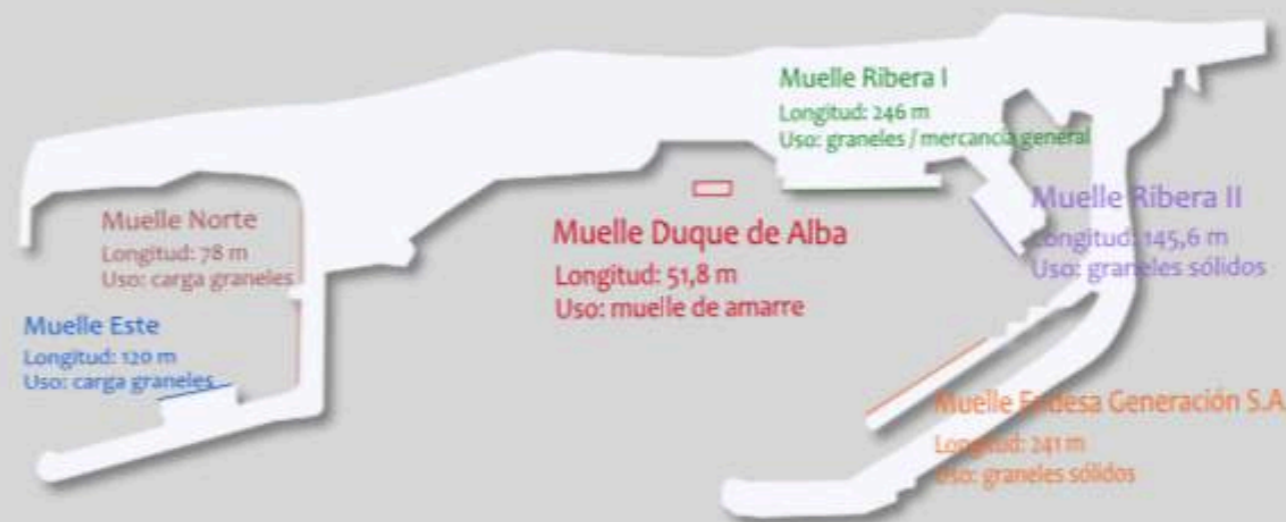 Muelle Ribera I
Longitud: 246 m
Uso: graneles / mercancía general
Muelle Norte
Longitud: 78 m
Uso: carga graneles
Muelle Ribera II
Longitud: 145,6 m
Uso: graneles sólidos
Muelle Duque de Alba
Longitud: 51,8 m
Uso: muelle de amarre
Muelle Este
Longitud: 120 m
Uso: carga graneles
Muelle Endesa Generación S.A
Longitud: 241 m
Uso: graneles sólidos